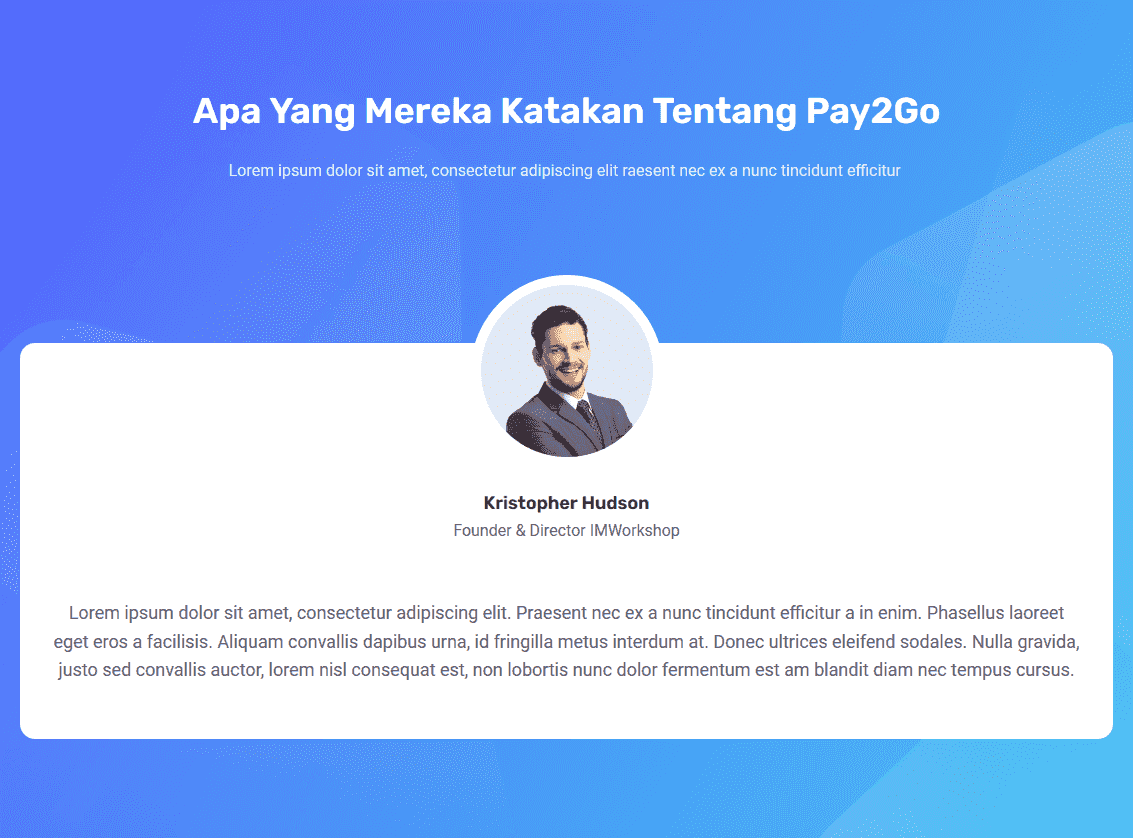 Apa Yang Mereka Katakan Tentang Pay2Go
Lorem ipsum dolor sit amet, consectetur adipiscing elit raesent nec ex a nunc tincidunt efficitur
Kristopher Hudson
Founder & Director IMWorkshop
Lorem ipsum dolor sit amet, consectetur adipiscing elit. Praesent nec ex a nunc tincidunt efficitur a in enim. Phasellus laoreet
eget eros a facilisis. Aliquam convallis dapibus urna, id fringilla metus interdum at. Donec ultrices eleifend sodales. Nulla gravida,
justo sed convallis auctor, lorem nisl consequat est, non lobortis nunc dolor fermentum est am blandit diam nec tempus cursus.